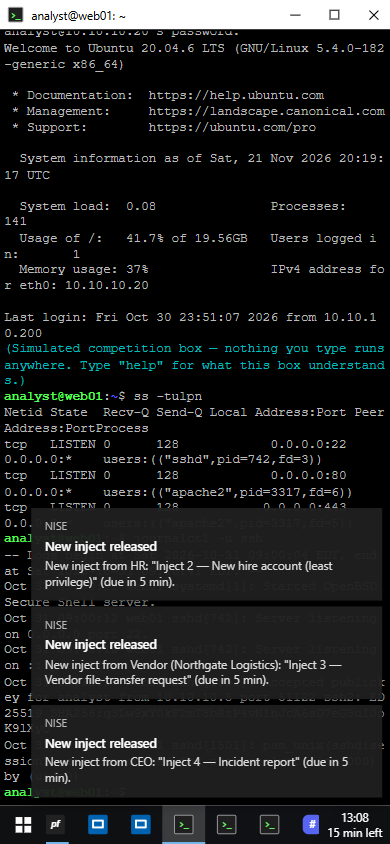 analyst@web01: ~
analyst@10.10.10.20's password:
Welcome to Ubuntu 20.04.6 LTS (GNU/Linux 5.4.0-182
-generic x86_64)
* Documentation: https://help.ubuntu.com
* Management: https://landscape.canonical.com
* Support: https://ubuntu.com/pro
System information as of Sat, 21 Nov 2026 20:19:
17 UTC
System load: 0.08 Processes:
141
Usage of /: 41.7% of 19.56GB Users logged i
n: 1
Memory usage: 37% IPv4 address fo
r eth0: 10.10.10.20
Last login: Fri Oct 30 23:51:07 2026 from 10.10.1
0.200
(Simulated competition box — nothing you type runs
anywhere. Type "help" for what this box understand
s.)
analyst@web01:~$ ss -tulpn
Netid State Recv-Q Send-Q Local Address:Port Peer
Address:PortProcess
tcp LISTEN 0 128 0.0.0.0:22
0.0.0.0:* users:(("sshd",pid=742,fd=3))
tcp LISTEN 0 128 0.0.0.0:80
0.0.0.0:* users:(("apache2",pid=3317,fd=6))
tcp LISTEN 0 128 0.0.0.0:443
NISE
New inject released
New inject from HR: "Inject 2 — New hire account (least
privilege)" (due in 5 min).
Secure Shell server.
NISE
New inject released
New inject from Vendor (Northgate Logistics): "Inject 3 —
Vendor file-transfer request" (due in 5 min).
NISE
New inject released
New inject from CEO: "Inject 4 — Incident report" (due in 5
min).
pf
#
13:08
15 min left